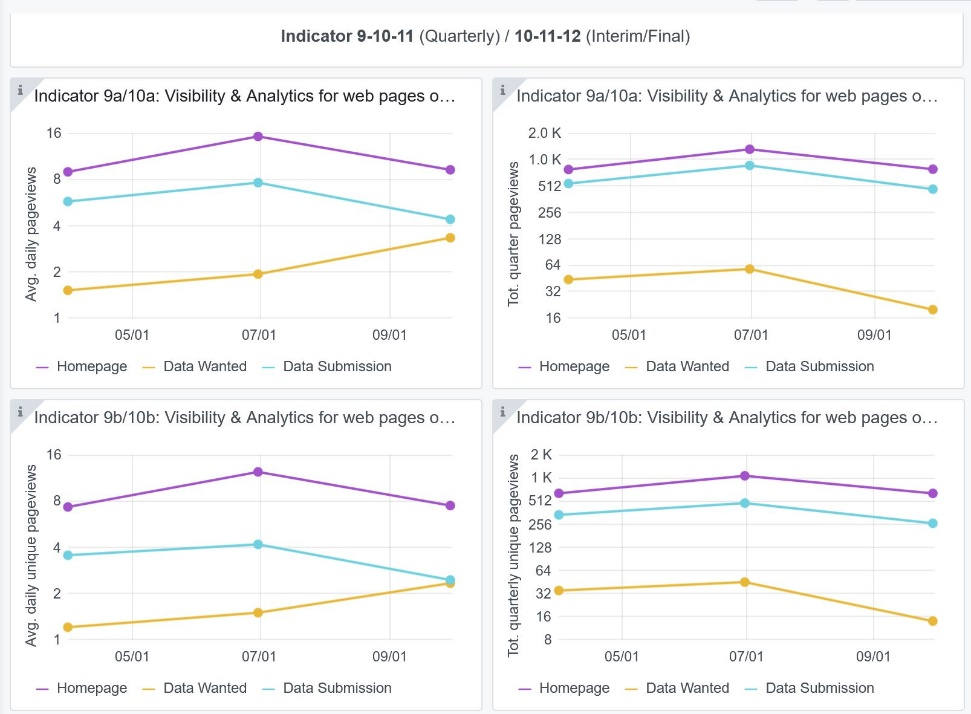 Indicator 9-10-11 (Quarterly) / 10-11-12 (Interim/Final)
i
Indicator 9a/10a: Visibility & Analytics for web pages o...
Avg. daily pageviews
16
8
4
2
1
05/01 07/01 09/01
Homepage Data Wanted Data Submission
i
Indicator 9a/10a: Visibility & Analytics for web pages o...
Tot. quarter pageviews
2.0 K
1.0 K
512
256
128
64
32
16
05/01 07/01 09/01
Homepage Data Wanted Data Submission
i
Indicator 9b/10b: Visibility & Analytics for web pages o...
Avg. daily unique pageviews
16
8
4
2
1
05/01 07/01 09/01
Homepage Data Wanted Data Submission
i
Indicator 9b/10b: Visibility & Analytics for web pages o...
Tot. quarterly unique pageviews
2 K
1 K
512
256
128
64
32
16
8
05/01 07/01 09/01
Homepage Data Wanted Data Submission